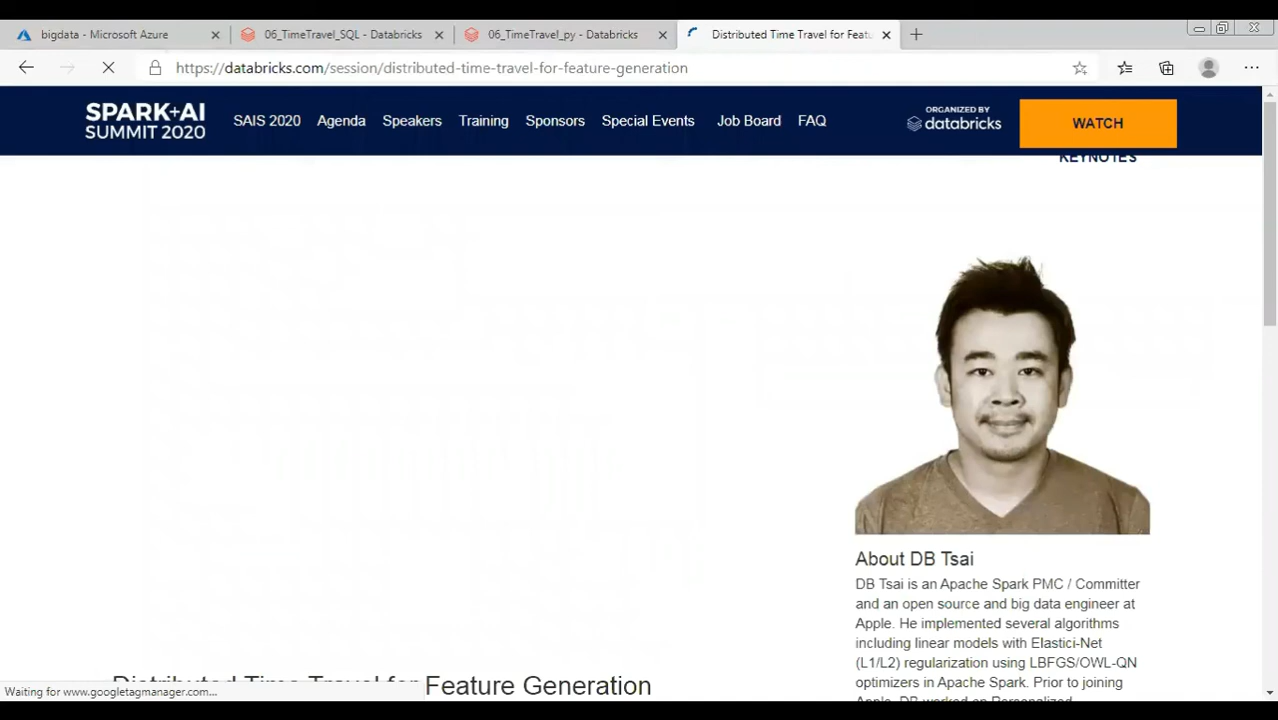 bigdata - Microsoft Azure
06_TimeTravel_SQL - Databricks
06_TimeTravel_py - Databricks
Distributed Time Travel for Featu
https://databricks.com/session/distributed-time-travel-for-feature-generation
SPARK+AI
SUMMIT 2020
SAIS 2020 Agenda Speakers Training Sponsors Special Events Job Board FAQ
ORGANIZED BY
databricks
WATCH
KEYNOTES
About DB Tsai
DB Tsai is an Apache Spark PMC / Committer
and an open source and big data engineer at
Apple. He implemented several algorithms
including linear models with Elastici-Net
(L1/L2) regularization using LBFGS/OWL-QN
optimizers in Apache Spark. Prior to joining
Apple, DB worked on Personalized
Distributed Time Travel for Feature Generation
Waiting for www.googletagmanager.com...